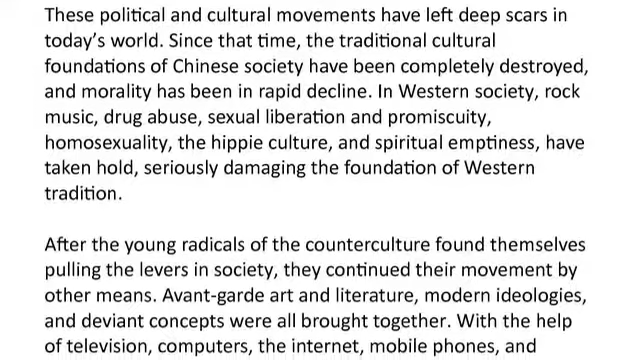 These political and cultural movements have left deep scars in
today’s world. Since that time, the traditional cultural
foundations of Chinese society have been completely destroyed,
and morality has been in rapid decline. In Western society, rock
music, drug abuse, sexual liberation and promiscuity,
homosexuality, the hippie culture, and spiritual emptiness, have
taken hold, seriously damaging the foundation of Western
tradition.
After the young radicals of the counterculture found themselves
pulling the levers in society, they continued their movement by
other means. Avant-garde art and literature, modern ideologies,
and deviant concepts were all brought together. With the help
of television, computers, the internet, mobile phones, and